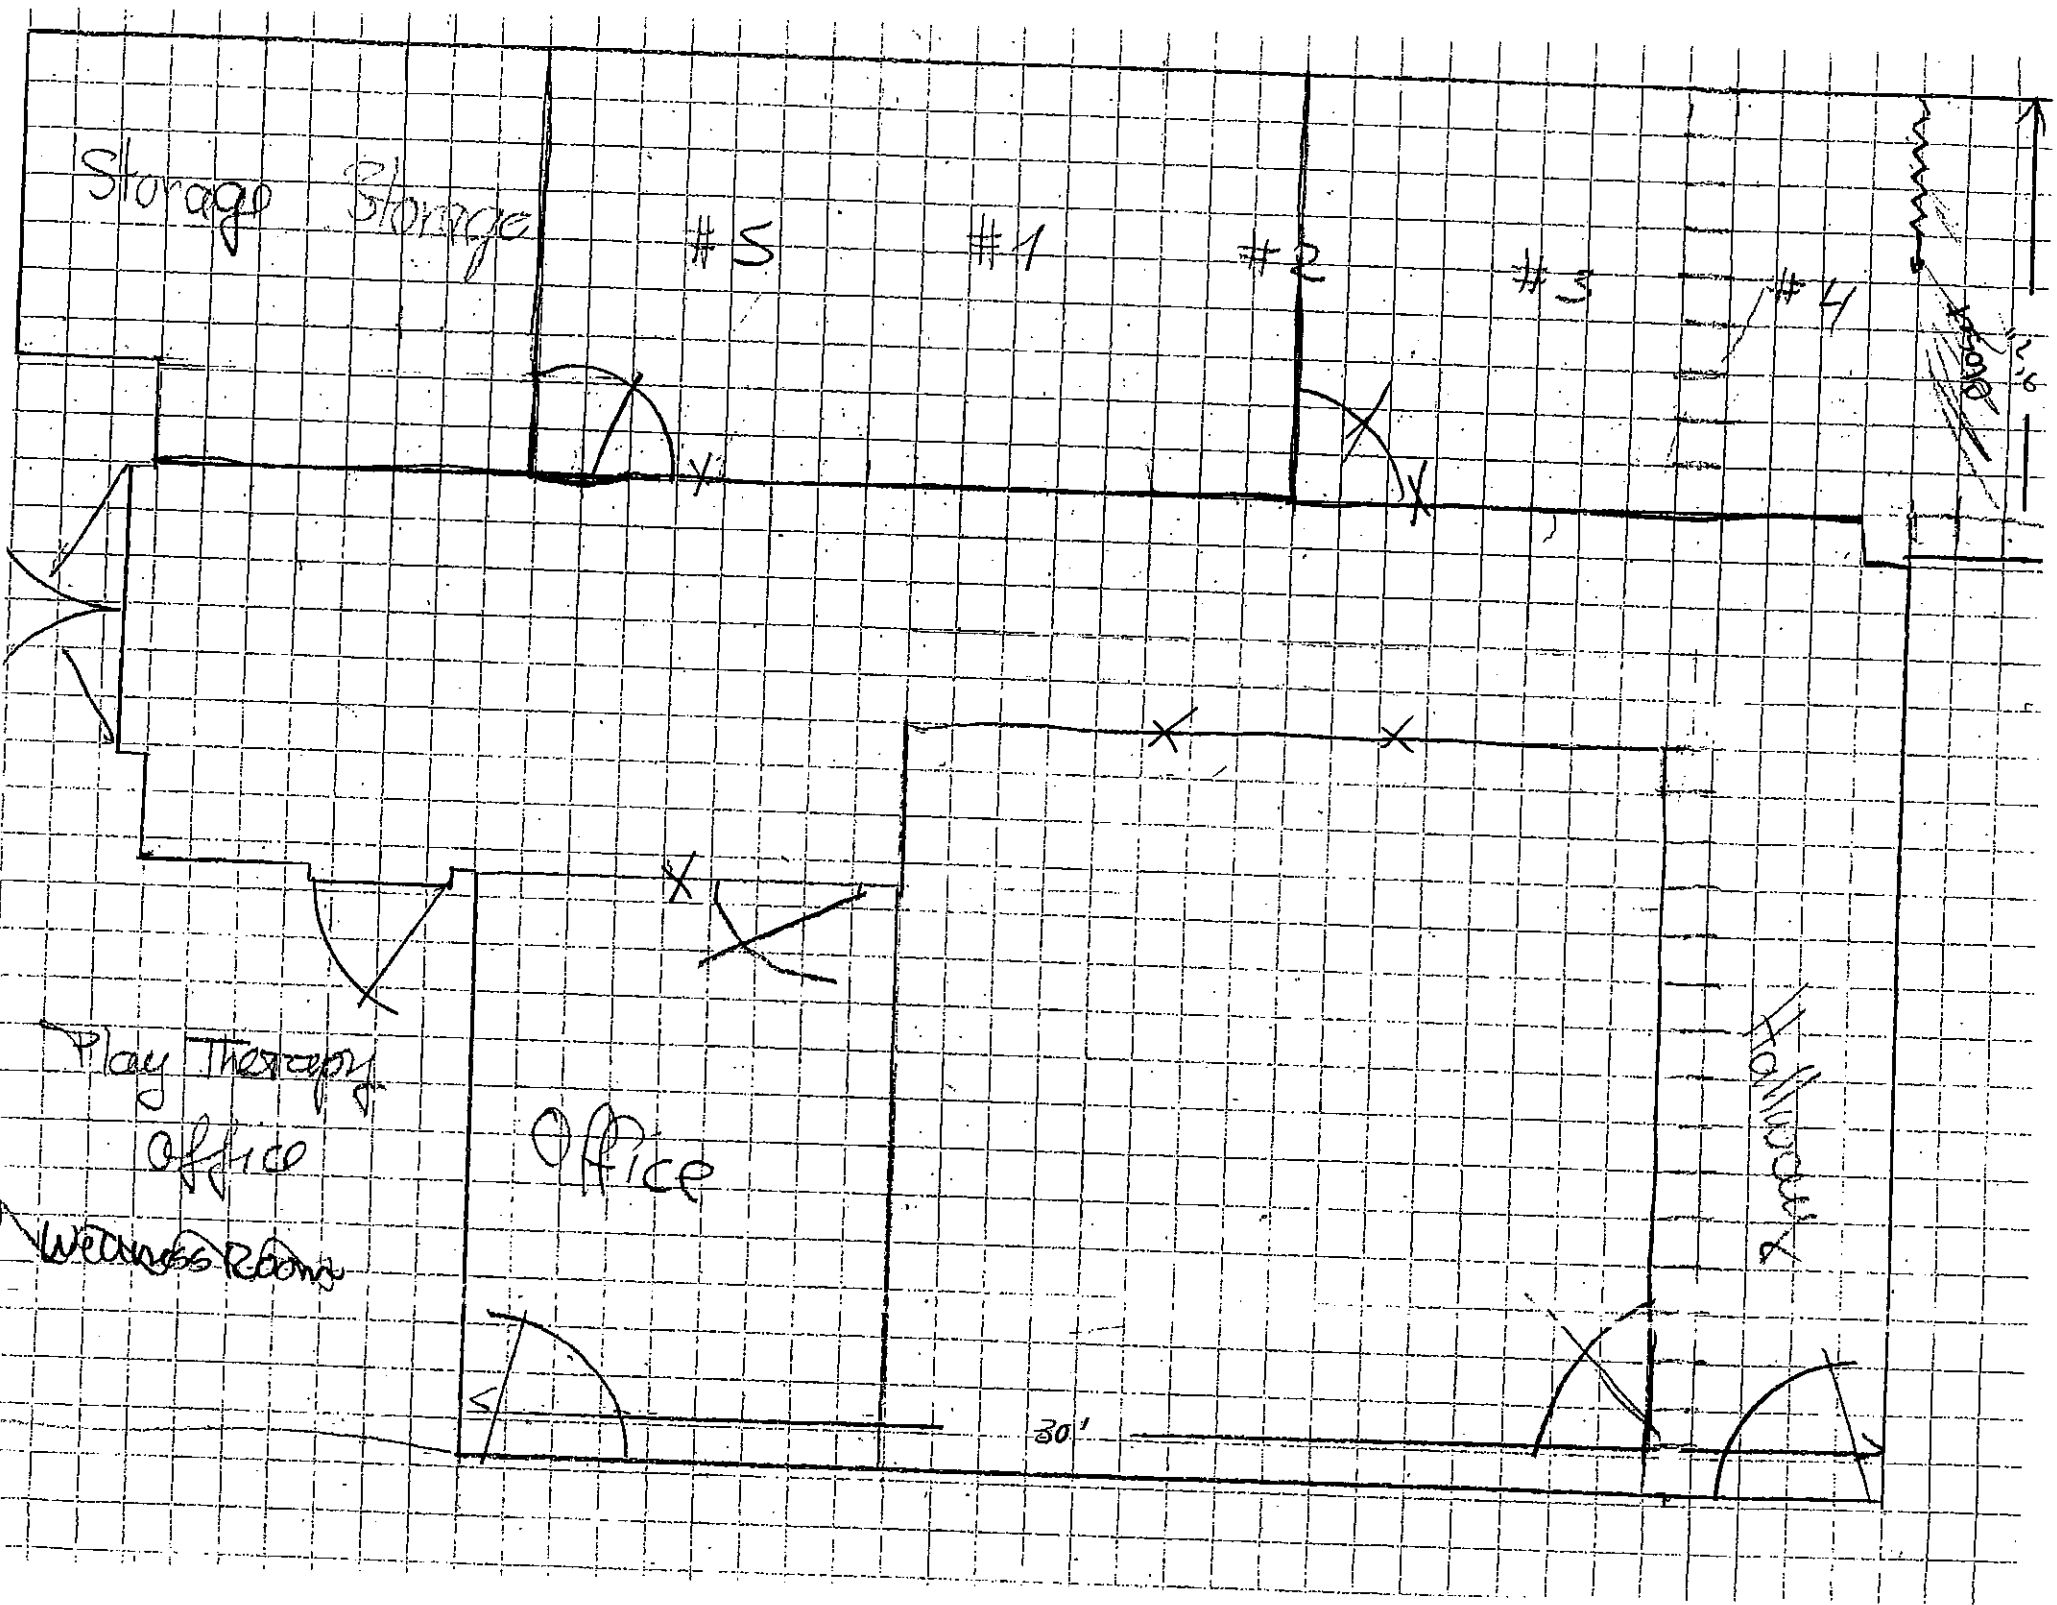 Storage Storage
#5 #1 #2 #3 #4
Play Therapy
Office
Office
Wellness Room
Hallway
30'